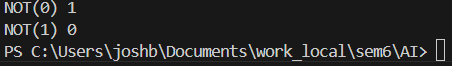 NOT(0) 1
NOT(1) 0
PS C:\Users\joshb\Documents\work_local\sem6\AI>